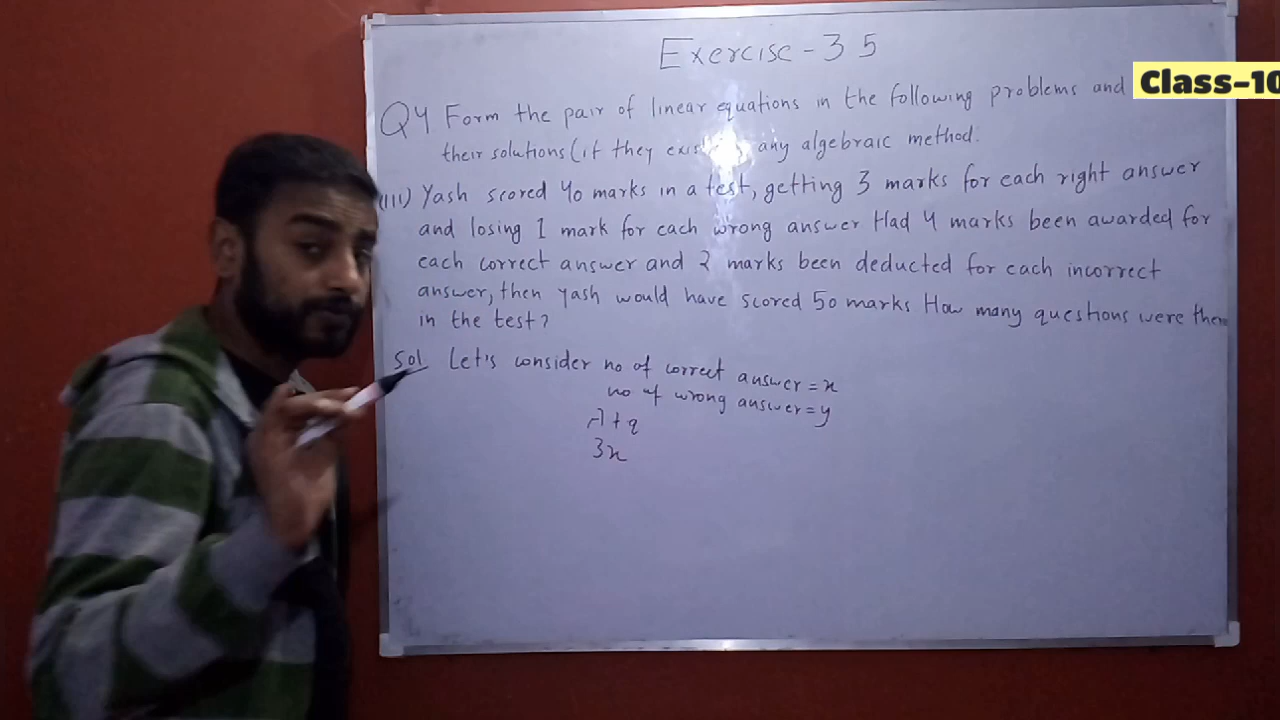 Exercise - 3 5
Class-10
Q4 Form the pair of linear equations in the following problems and
their solutions (if they exist any algebraic method.
(iii) Yash scored 40 marks in a test, getting 3 marks for each right answer
and losing 1 mark for each wrong answer Had 4 marks been awarded for
each correct answer and 2 marks been deducted for each incorrect
answer, then Yash would have scored 50 marks How many questions were there
in the test?
Sol Let's consider no of correct answer = x
no of wrong answer = y
3x